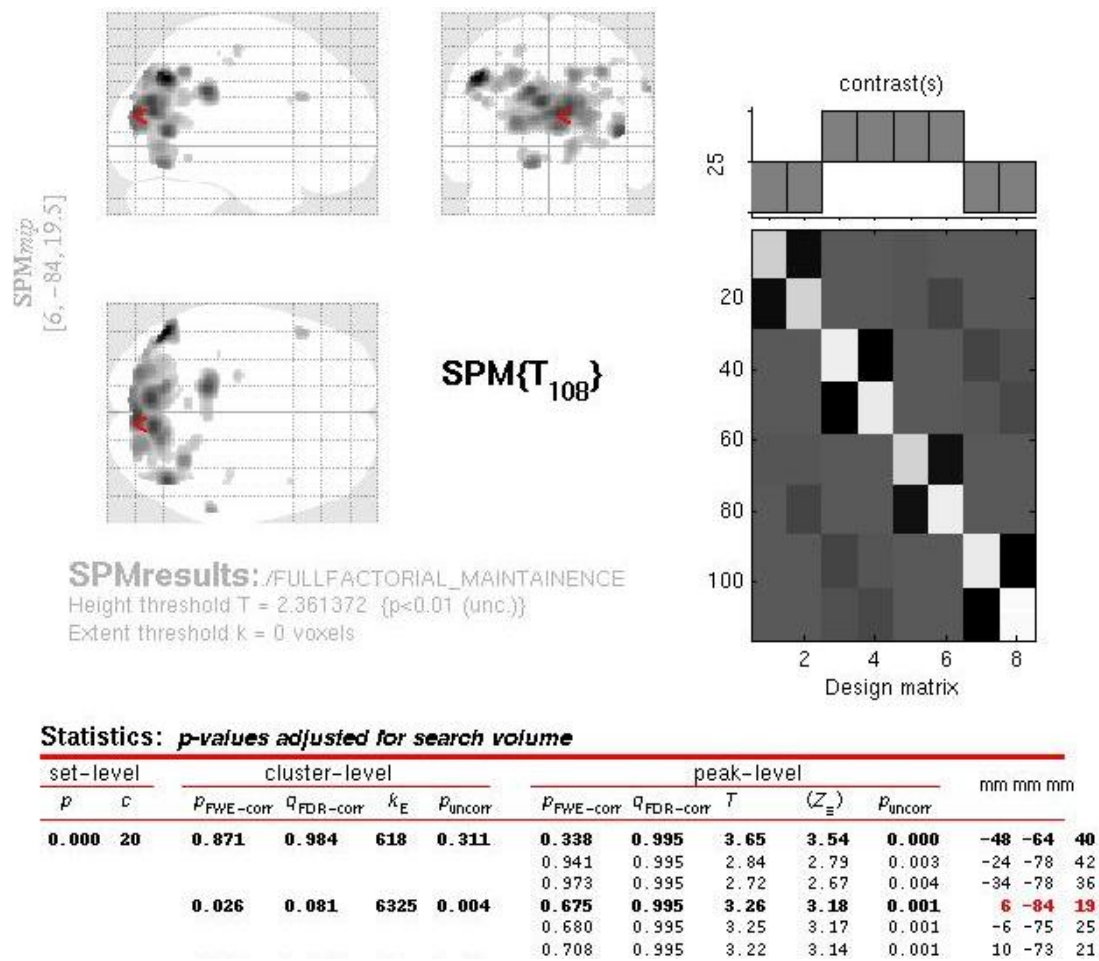 contrast(s)
25
SPMmip
[6, -84, 19.5]
20
40
60
80
100
2 4 6 8
Design matrix
SPM{T108}
SPMresults: ./FULLFACTORIAL_MAINTAINENCE
Height threshold T = 2.361372 {p<0.01 (unc.)}
Extent threshold k = 0 voxels
Statistics: p-values adjusted for search volume
set-level cluster-level peak-level mm mm mm
p c pFWE-corr qFDR-corr kE puncorr pFWE-corr qFDR-corr T (Z≡) puncorr
0.000 20 0.871 0.984 618 0.311 0.338 0.995 3.65 3.54 0.000 -48 -64 40
0.941 0.995 2.84 2.79 0.003 -24 -78 42
0.973 0.995 2.72 2.67 0.004 -34 -78 36
0.026 0.081 6325 0.004 0.675 0.995 3.26 3.18 0.001 6 -84 19
0.680 0.995 3.25 3.17 0.001 -6 -75 25
0.708 0.995 3.22 3.14 0.001 10 -73 21